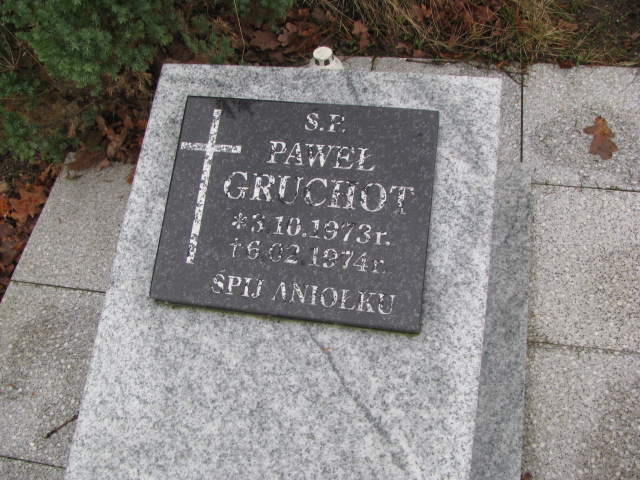 Ś.P.
PAWEŁ
GRUCHOT
*3.10.1973r.
†6.02.1974r.
ŚPIJ ANIOŁKU